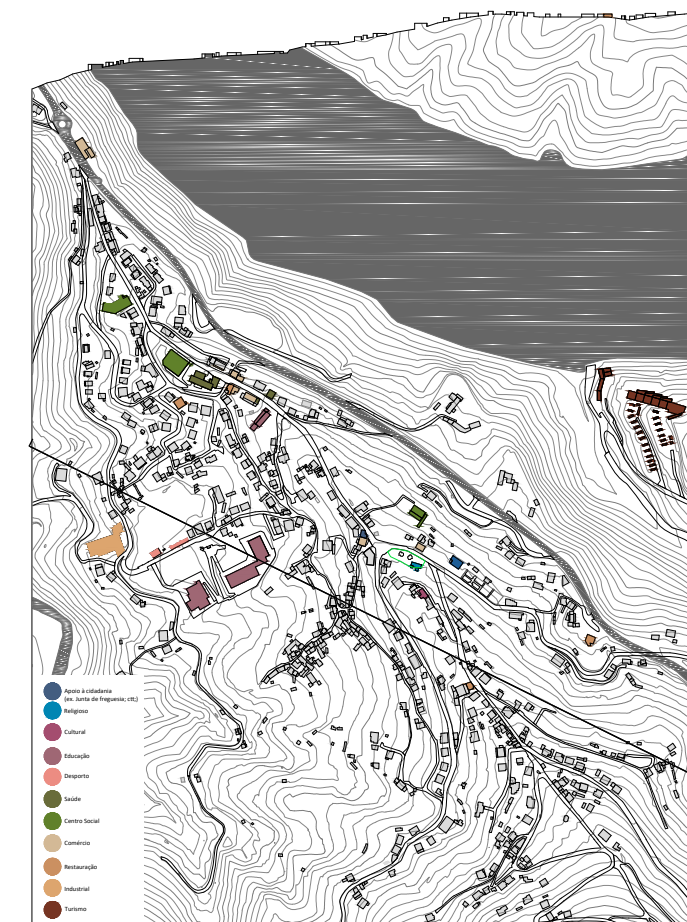 Apoio à cidadania
(ex. Junta de freguesia; ctt;)
Religioso
Cultural
Educação
Desporto
Saúde
Centro Social
Comércio
Restauração
Industrial
Turismo